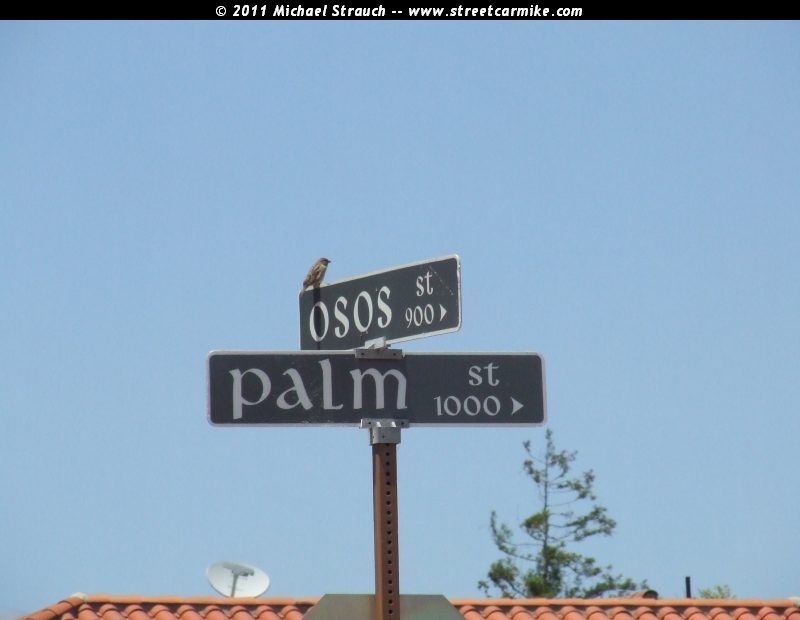 © 2011 Michael Strauch -- www.streetcarmike.com
osos st
900
palm st
1000